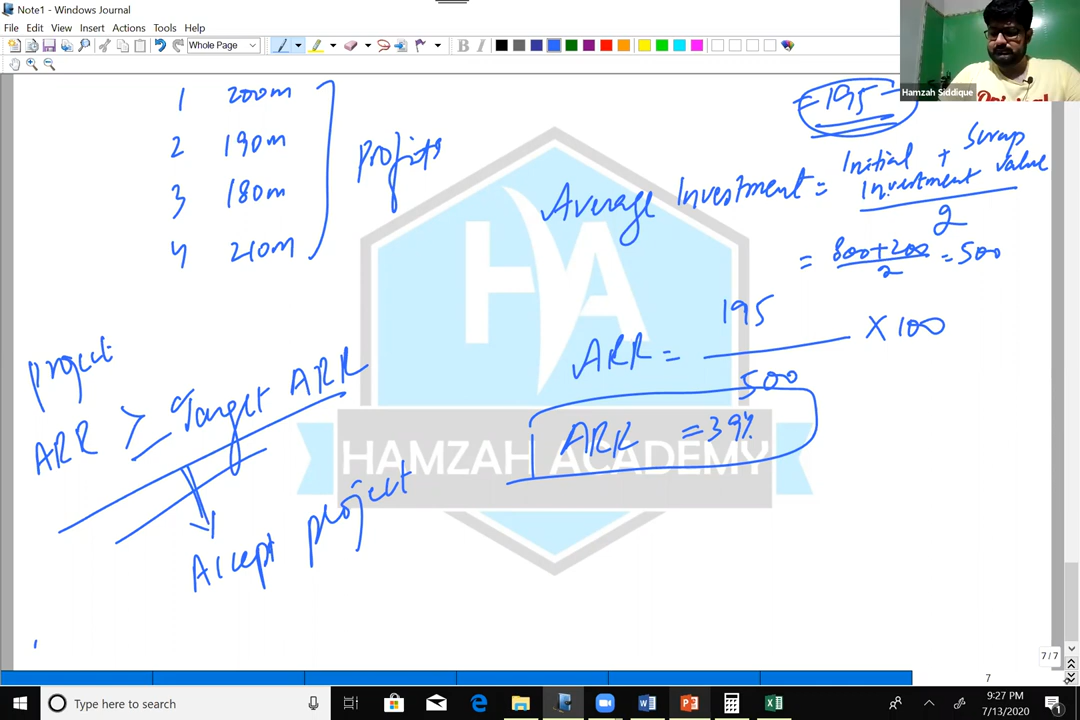 Note1 - Windows Journal
File Edit View Insert Actions Tools Help
Whole Page
B I
Hamzah Siddique
1 200m
2 190m
3 180m
4 210m
Profits
= 195
Average Investment = Initial Investment + Scrap value
2
= 800+200 = 500
2
ARR = 195 X 100
500
ARR = 39%
Project
ARR ≥ Target ARR
Accept project
HA
HAMZAH ACADEMY
7/7
7
Type here to search
9:27 PM
7/13/2020
1